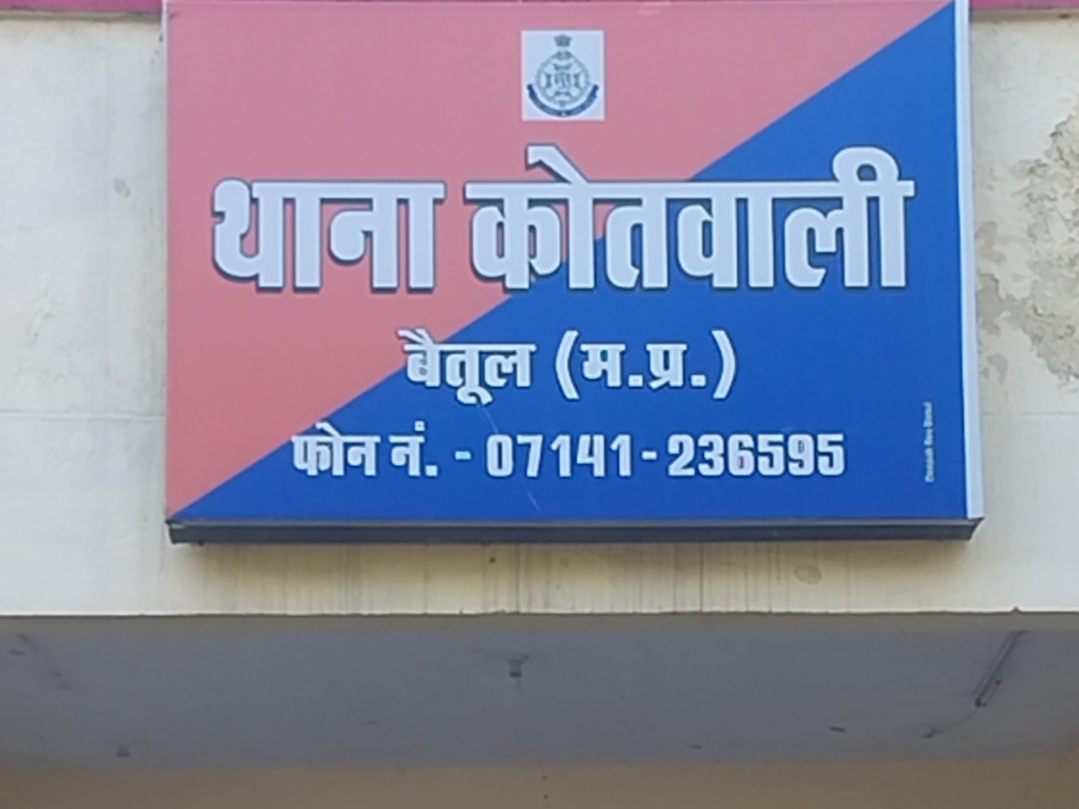 थाना कोतवाली
बैतूल (म.प्र.)
फोन नं. - 07141-236595